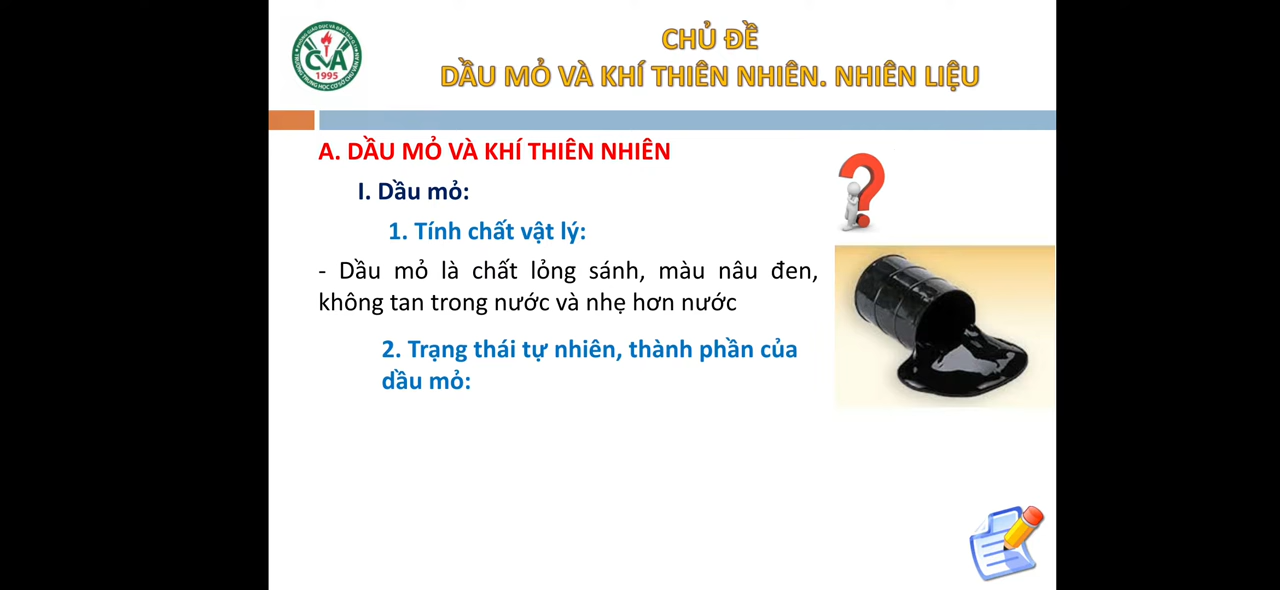 CHỦ ĐỀ
DẦU MỎ VÀ KHÍ THIÊN NHIÊN. NHIÊN LIỆU
CVA
1995
A. DẦU MỎ VÀ KHÍ THIÊN NHIÊN
I. Dầu mỏ:
1. Tính chất vật lý:
- Dầu mỏ là chất lỏng sánh, màu nâu đen,
không tan trong nước và nhẹ hơn nước
2. Trạng thái tự nhiên, thành phần của
dầu mỏ: